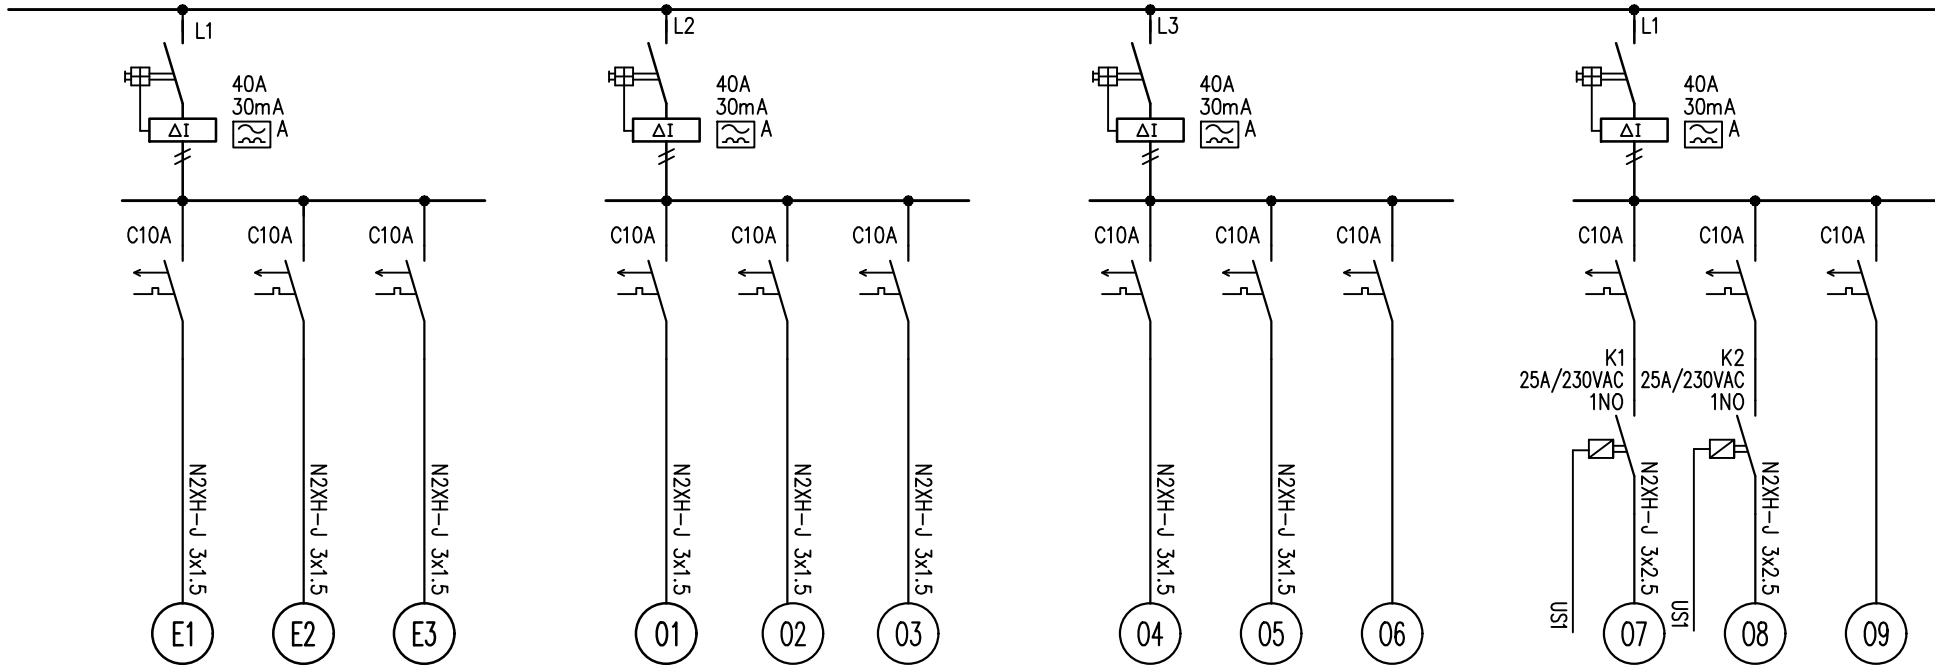 L1
L2
L3
L1
40A
30mA
A
ΔI
40A
30mA
A
ΔI
40A
30mA
A
ΔI
40A
30mA
A
ΔI
C10A
C10A
C10A
C10A
C10A
C10A
C10A
C10A
C10A
C10A
C10A
C10A
K1
25A/230VAC
1NO
K2
25A/230VAC
1NO
N2XH-J 3x1.5
N2XH-J 3x1.5
N2XH-J 3x1.5
N2XH-J 3x1.5
N2XH-J 3x1.5
N2XH-J 3x1.5
N2XH-J 3x1.5
N2XH-J 3x1.5
US1
N2XH-J 3x2.5
US1
N2XH-J 3x2.5
E1
E2
E3
01
02
03
04
05
06
07
08
09